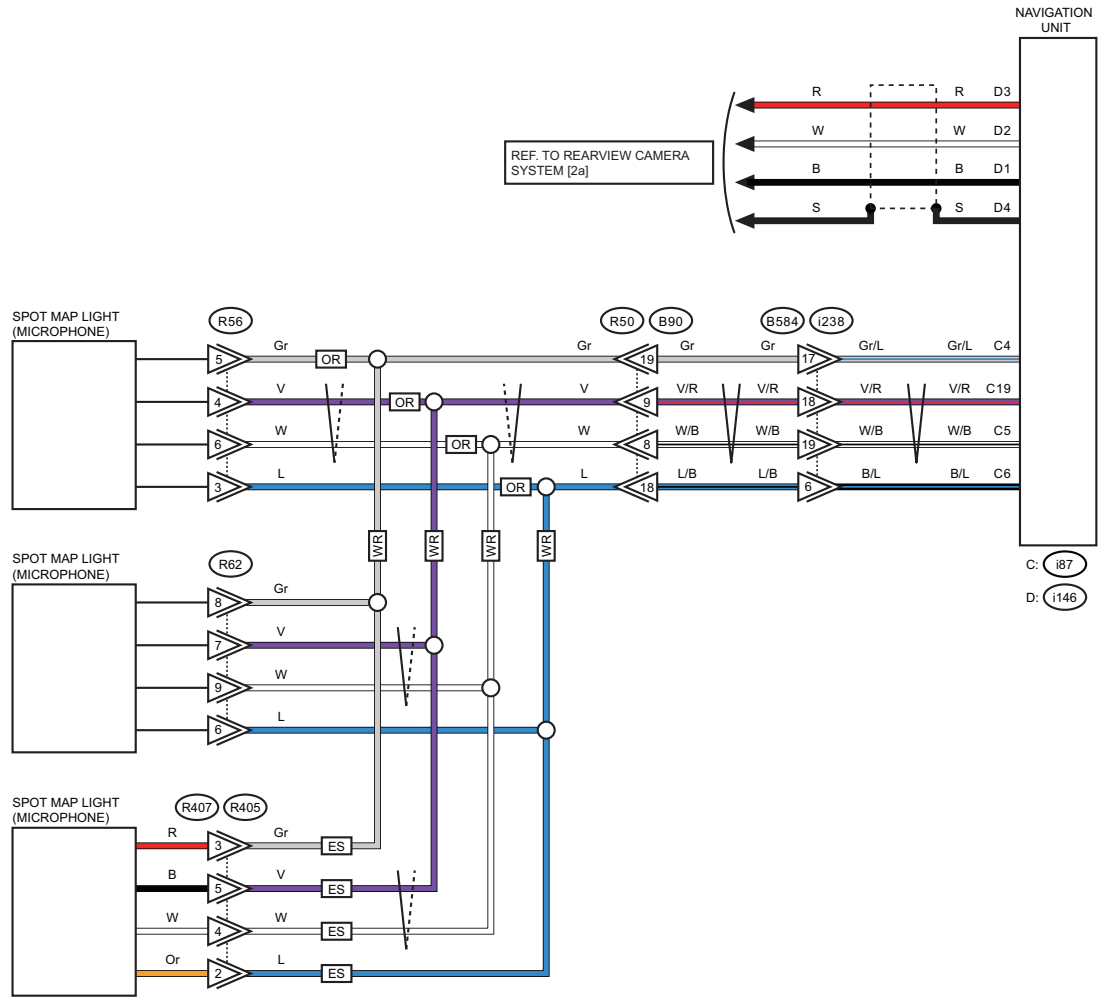 NAVIGATION
UNIT
R R D3
W W D2
REF. TO REARVIEW CAMERA
SYSTEM [2a]
B B D1
S S D4
SPOT MAP LIGHT
(MICROPHONE)
R56 R50 B90 B584 i238
5 Gr OR Gr 19 Gr Gr 17 Gr/L Gr/L C4
4 V OR V 9 V/R V/R 18 V/R V/R C19
6 W OR W 8 W/B W/B 19 W/B W/B C5
3 L OR L 18 L/B L/B 6 B/L B/L C6
WR WR WR WR
SPOT MAP LIGHT
(MICROPHONE)
R62
C: i87
D: i146
8 Gr
7 V
9 W
6 L
SPOT MAP LIGHT
(MICROPHONE)
R407 R405
R 3 Gr ES
B 5 V ES
W 4 W ES
Or 2 L ES